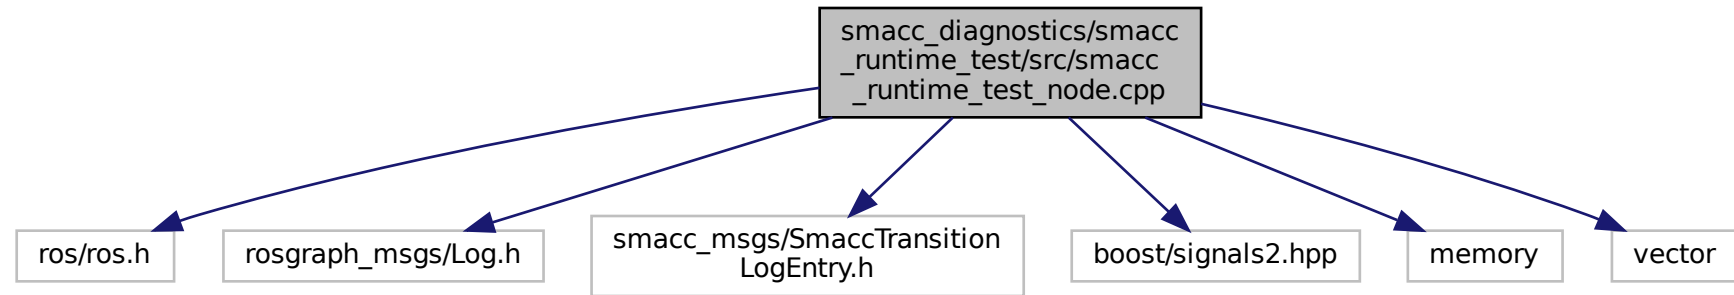 smacc_diagnostics/smacc
_runtime_test/src/smacc
_runtime_test_node.cpp
ros/ros.h
rosgraph_msgs/Log.h
smacc_msgs/SmaccTransition
LogEntry.h
boost/signals2.hpp
memory
vector